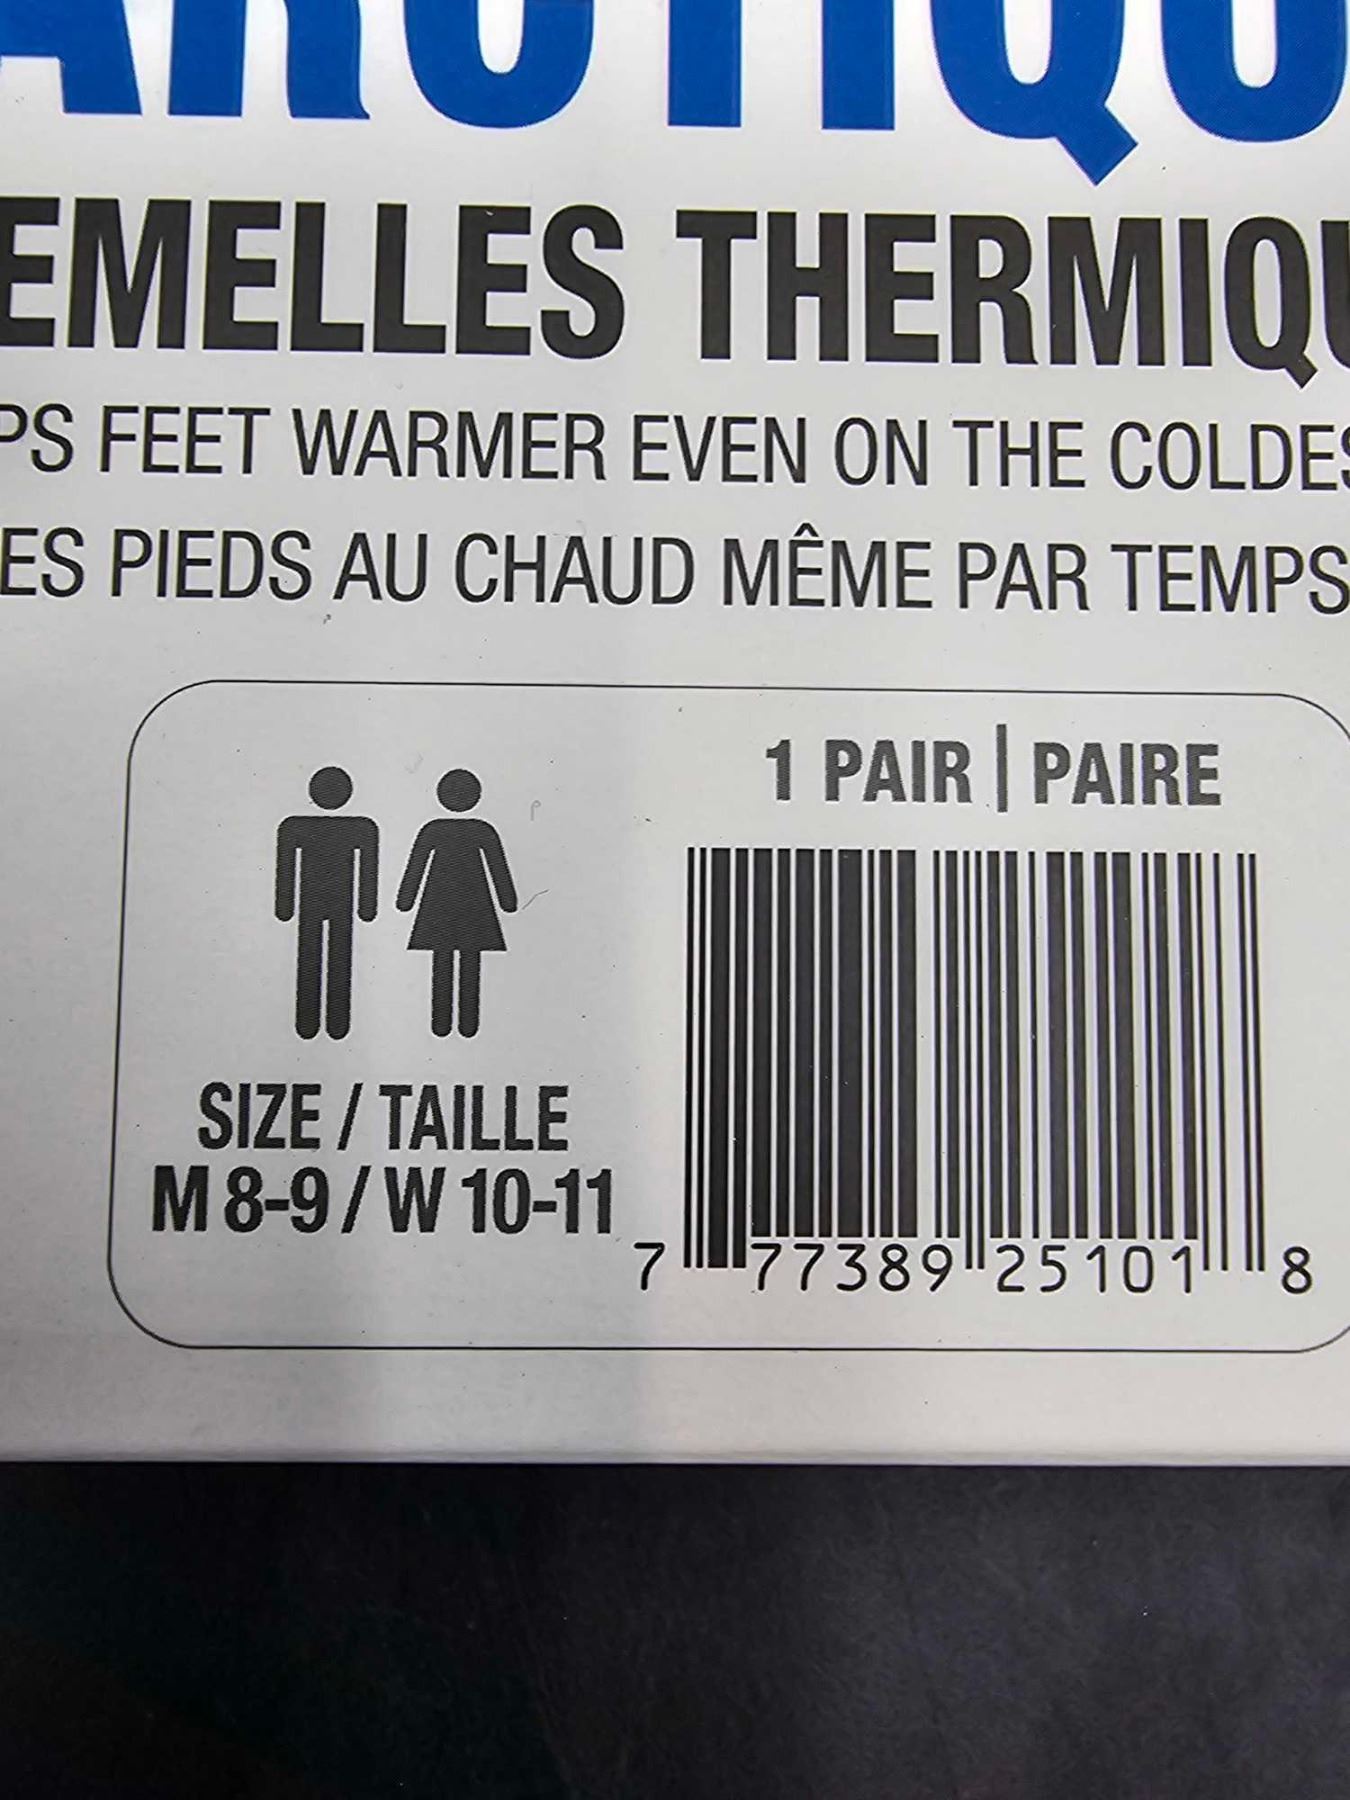 ARCTIQU
EMELLES THERMIQU
PS FEET WARMER EVEN ON THE COLDES
ES PIEDS AU CHAUD MÊME PAR TEMPS
1 PAIR | PAIRE
SIZE / TAILLE
M 8-9 / W 10-11
7 77389 25101 8